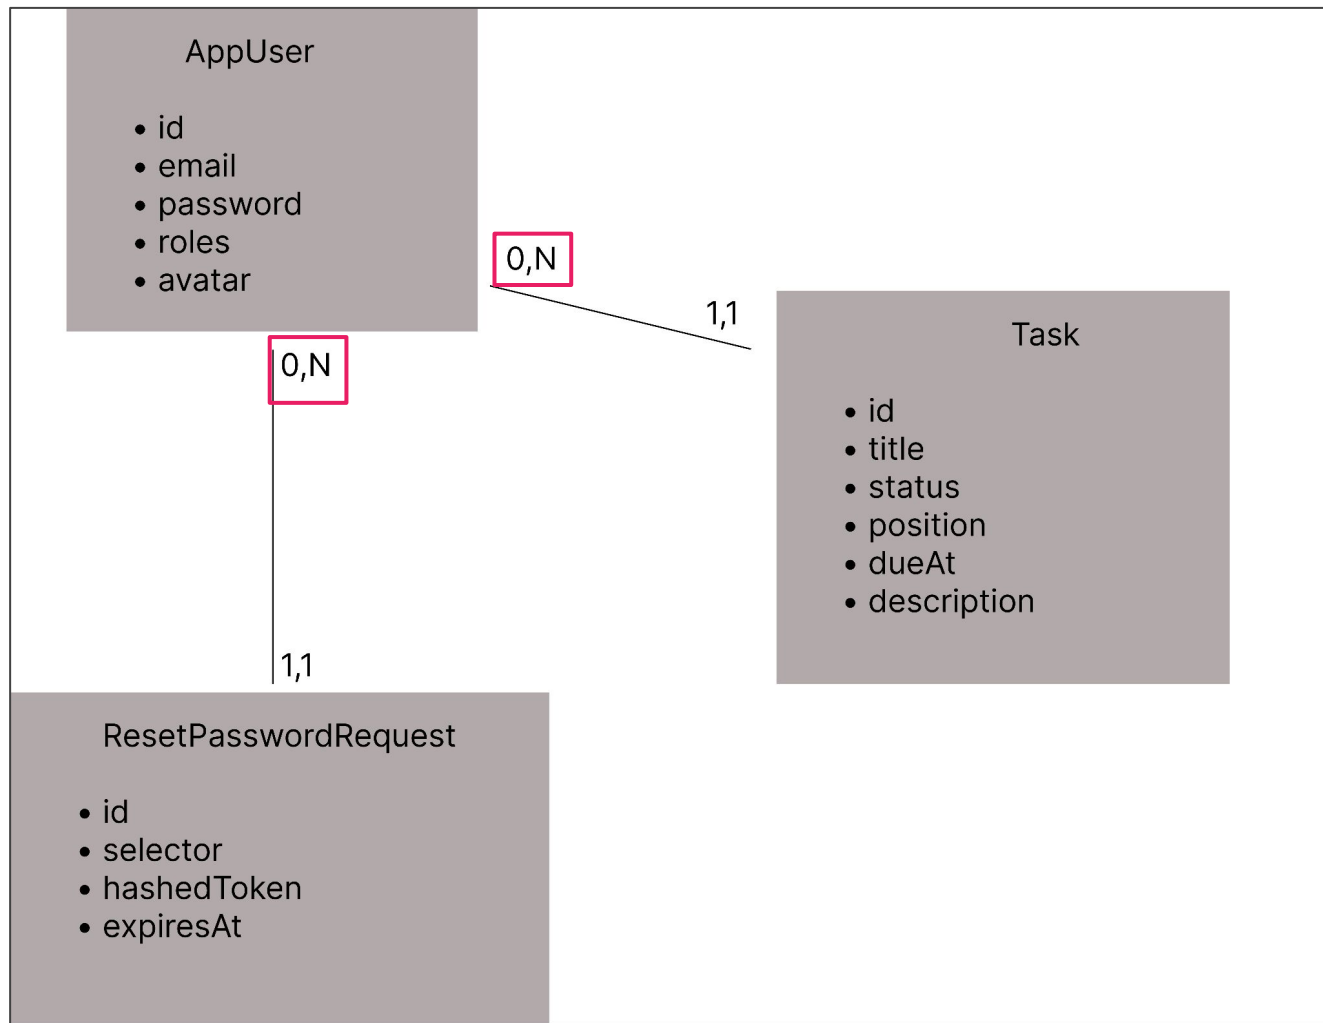 AppUser
• id
• email
• password
• roles
• avatar
0,N
1,1
0,N
Task
• id
• title
• status
• position
• dueAt
• description
1,1
ResetPasswordRequest
• id
• selector
• hashedToken
• expiresAt